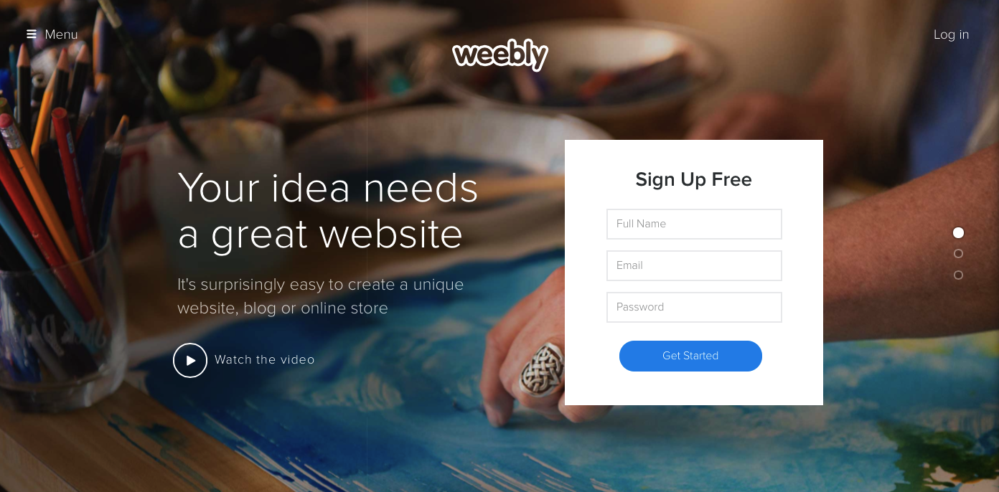 Menu
weebly
Log in
Your idea needs
a great website
It's surprisingly easy to create a unique
website, blog or online store
Watch the video
Sign Up Free
Full Name
Email
Password
Get Started